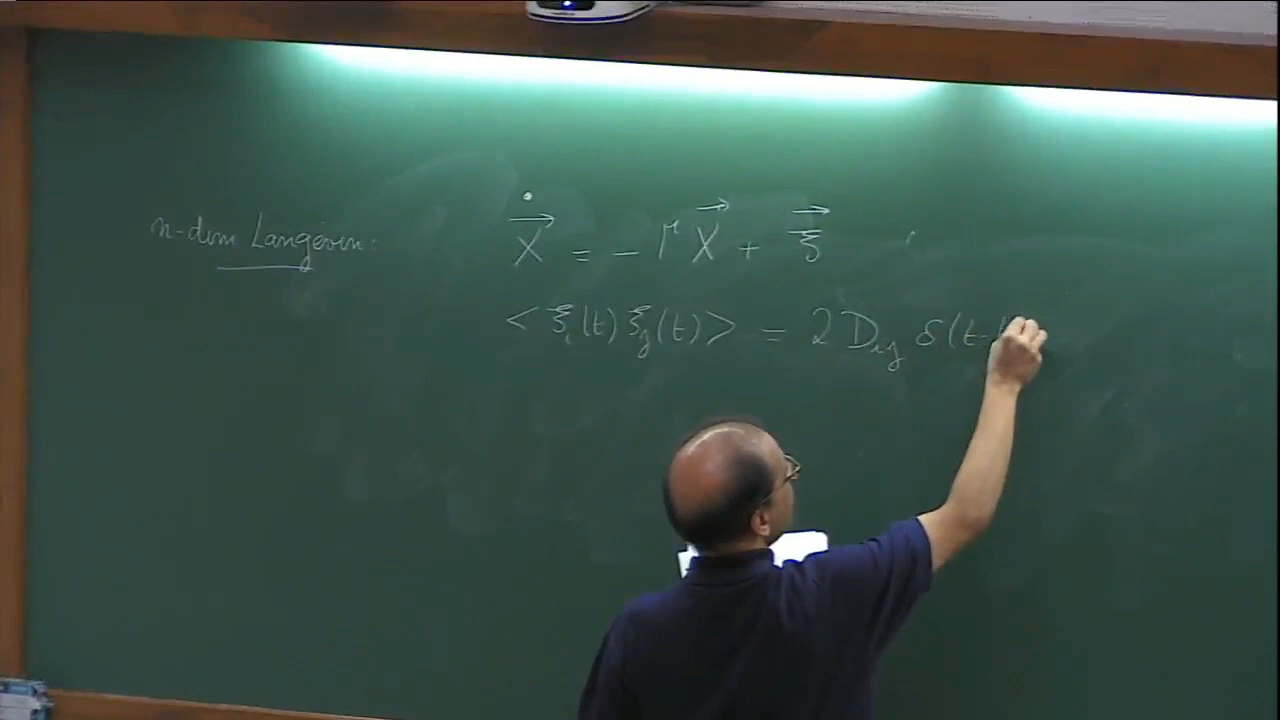 n-dim Langevin: Ẋ⃗ = - Γ X⃗ + ξ⃗
< ξᵢ(t) ξⱼ(t) > = 2 Dᵢⱼ δ(t-